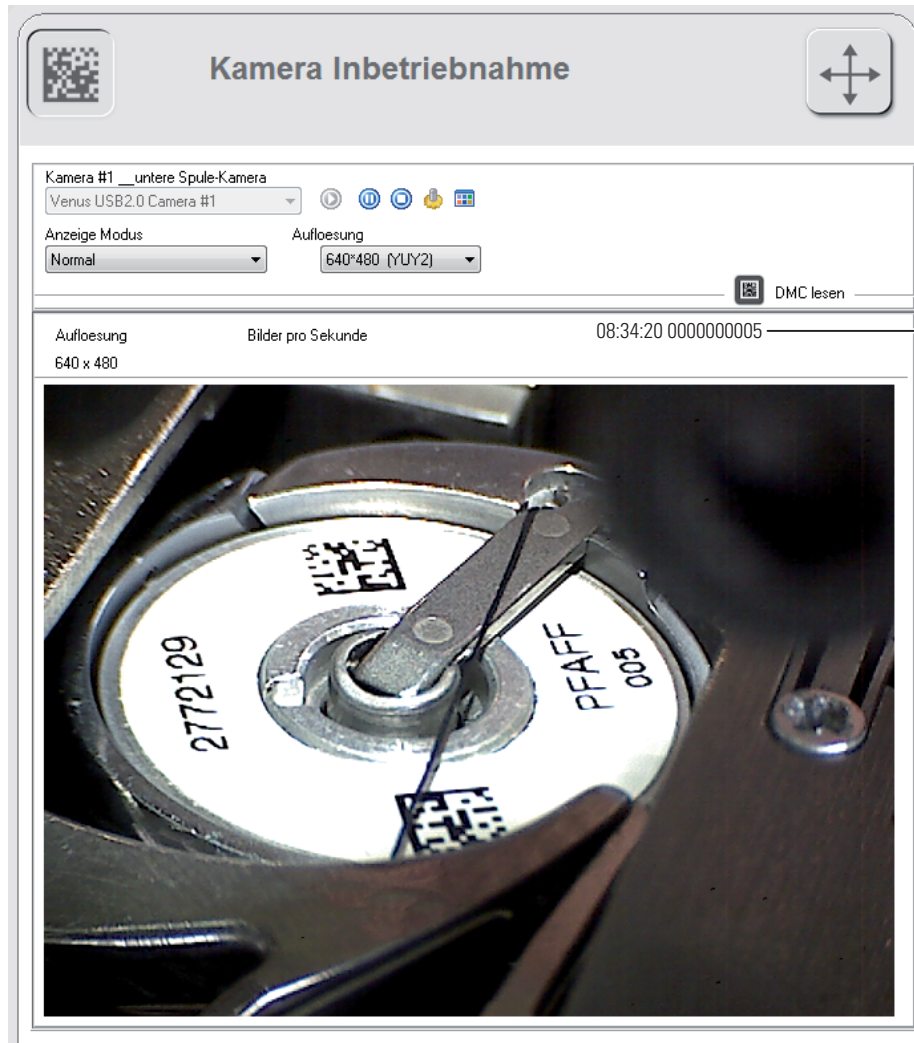 Kamera Inbetriebnahme
Kamera #1 __untere Spule-Kamera
Venus USB2.0 Camera #1
Anzeige Modus
Aufloesung
Normal
640*480 (YUY2)
DMC lesen
Aufloesung
Bilder pro Sekunde
08:34:20 0000000005
640 x 480
2772129
PFAFF
005